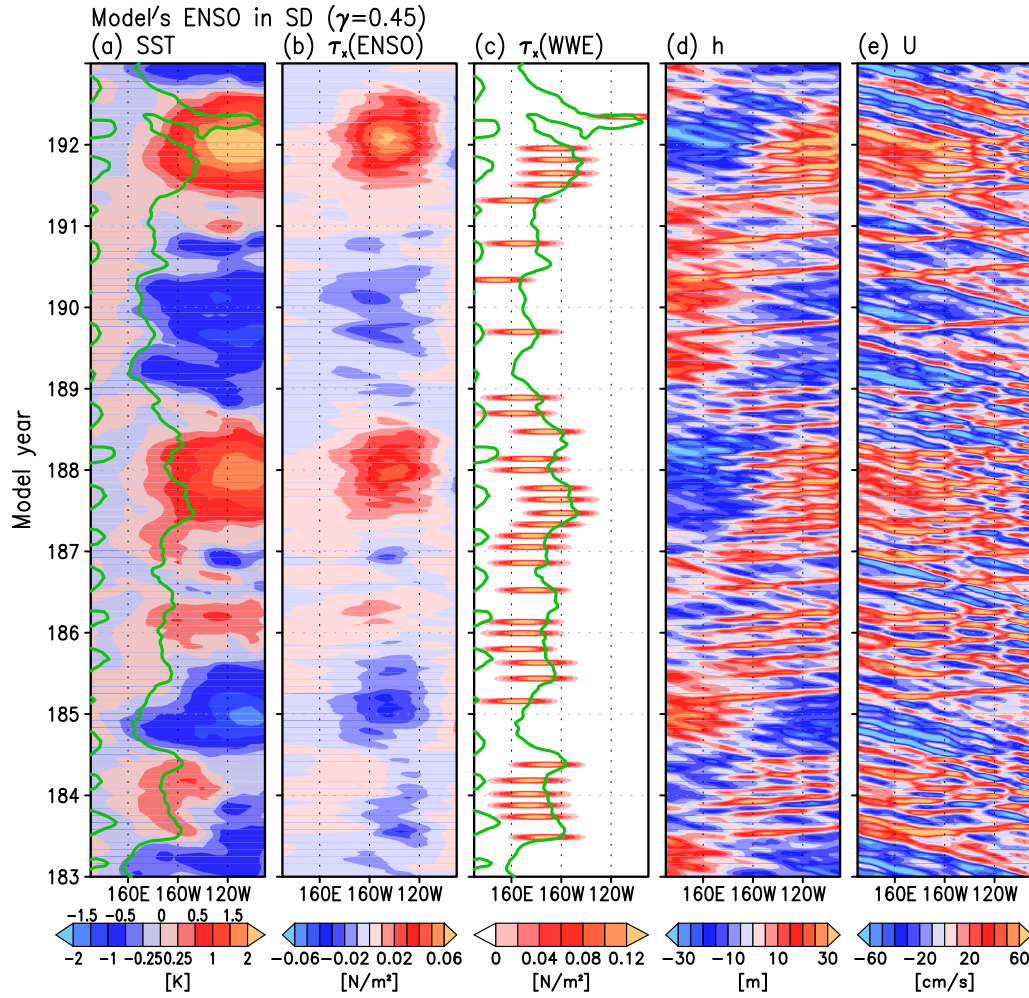 Model's ENSO in SD (γ=0.45)
(a) SST
(b) τₓ(ENSO)
(c) τₓ(WWE)
(d) h
(e) U
Model year
192
191
190
189
188
187
186
185
184
183
160E 160W 120W
160E 160W 120W
160E 160W 120W
160E 160W 120W
160E 160W 120W
-1.5 -0.5 0 0.5 1.5
-2 -1 -0.25 0.25 1 2
[K]
-0.06 -0.02 0.02 0.06
[N/m²]
0 0.04 0.08 0.12
[N/m²]
-30 -10 10 30
[m]
-60 -20 20 60
[cm/s]